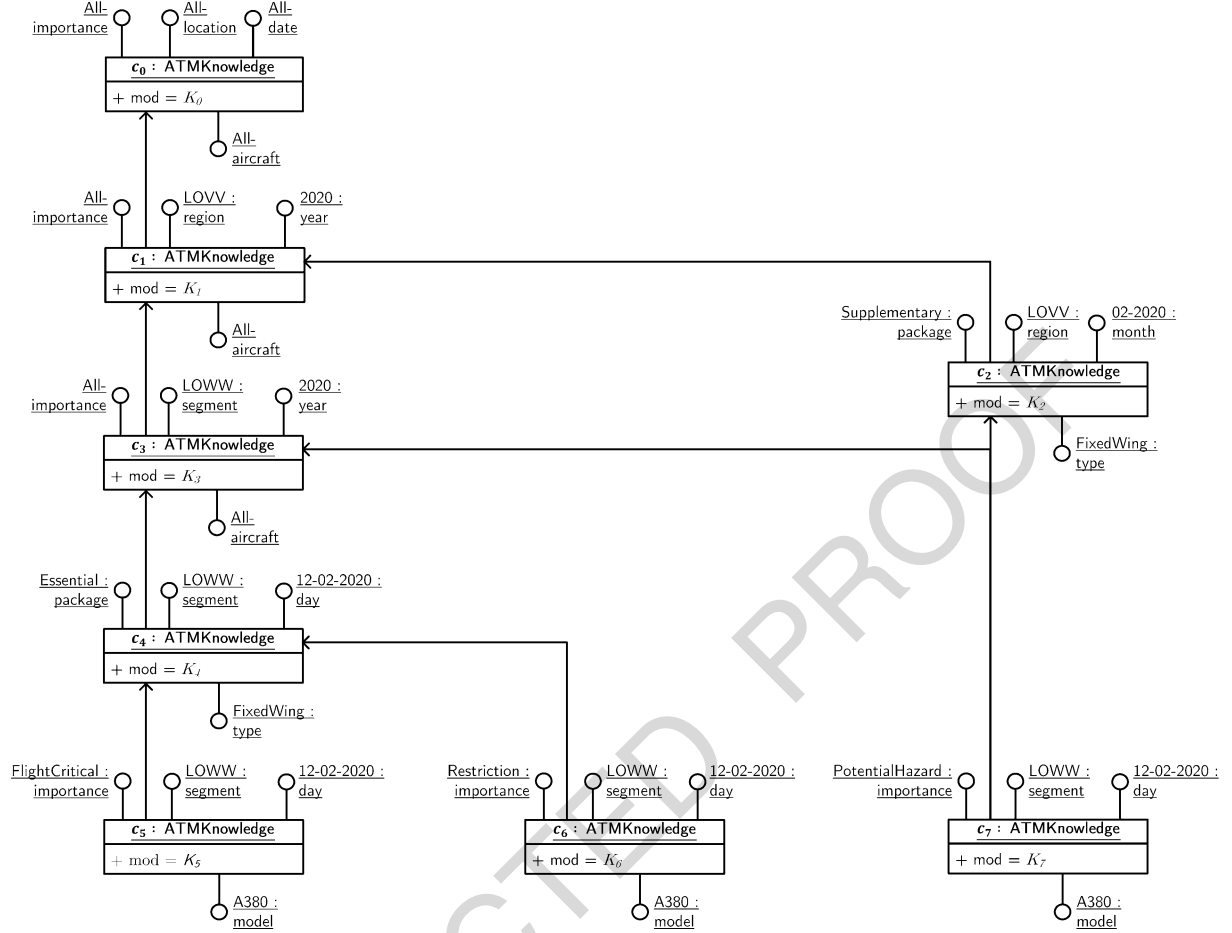 All-
importance
All-
location
All-
date
c₀ : ATMKnowledge
+ mod = K₀
All-
aircraft
All-
importance
LOVV :
region
2020 :
year
c₁ : ATMKnowledge
+ mod = K₁
All-
aircraft
Supplementary :
package
LOVV :
region
02-2020 :
month
c₂ : ATMKnowledge
+ mod = K₂
FixedWing :
type
All-
importance
LOWW :
segment
2020 :
year
c₃ : ATMKnowledge
+ mod = K₃
All-
aircraft
Essential :
package
LOWW :
segment
12-02-2020 :
day
c₄ : ATMKnowledge
+ mod = K₄
FixedWing :
type
FlightCritical :
importance
LOWW :
segment
12-02-2020 :
day
c₅ : ATMKnowledge
+ mod = K₅
A380 :
model
Restriction :
importance
LOWW :
segment
12-02-2020 :
day
c₆ : ATMKnowledge
+ mod = K₆
A380 :
model
PotentialHazard :
importance
LOWW :
segment
12-02-2020 :
day
c₇ : ATMKnowledge
+ mod = K₇
A380 :
model
CTED PROOF